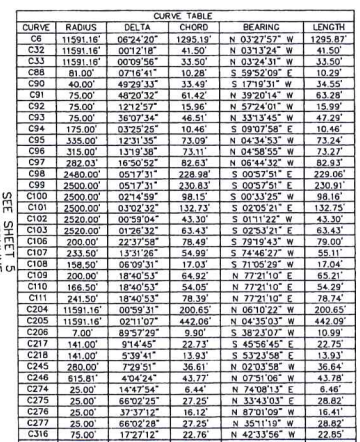 CURVE TABLE
CURVE RADIUS DELTA CHORD BEARING LENGTH
C6 11591.16' 06°24'20" 1295.19' N 03°27'57" W 1295.87'
C32 11591.16' 00°12'18" 41.50' N 03°13'24" W 41.50'
C33 11591.16' 00°09'56" 33.50' N 03°24'31" W 33.50'
C88 81.00' 07°16'41" 10.28' S 59°52'09" E 10.29'
C90 40.00' 49°29'33" 33.49' S 17°19'31" W 34.55'
C91 75.00' 48°20'32" 61.42' N 39°20'14" W 63.28'
C92 75.00' 12°12'57" 15.96' N 57°24'01" W 15.99'
C93 75.00' 36°07'34" 46.51' N 33°13'45" W 47.29'
C94 175.00' 03°25'25" 10.46' S 09°07'58" E 10.46'
C95 335.00' 12°31'35" 73.09' N 04°34'53" W 73.24'
C96 315.00' 13°19'38" 73.11' N 04°58'55" W 73.27'
C97 282.03' 16°50'52" 82.63' N 06°44'32" W 82.93'
C98 2480.00' 05°17'31" 228.98' S 00°57'51" E 229.06'
C99 2500.00' 05°17'31" 230.83' S 00°57'51" E 230.91'
C100 2500.00' 02°14'59" 98.15' S 00°33'25" W 98.16'
C101 2500.00' 03°02'32" 132.73' S 02°05'21" E 132.75'
C102 2520.00' 00°59'04" 43.30' S 01°11'22" W 43.30'
C103 2520.00' 01°26'32" 63.43' S 02°53'21" E 63.43'
C106 200.00' 22°37'58" 78.49' S 79°19'43" W 79.00'
C107 233.50' 13°31'26" 54.99' S 74°46'27" W 55.11'
C108 158.50' 06°09'31" 17.03' S 71°05'29" W 17.04'
C109 200.00' 18°40'53" 64.92' N 77°21'10" E 65.21'
C110 166.50' 18°40'53" 54.05' N 77°21'10" E 54.29'
C111 241.50' 18°40'53" 78.39' N 77°21'10" E 78.74'
C204 11591.16' 00°59'31" 200.65' N 06°10'22" W 200.65'
C205 11591.16' 02°11'07" 442.06' N 04°35'03" W 442.09'
C206 7.00' 89°57'29" 9.90' S 38°23'07" W 10.99'
C217 141.00' 9°14'45" 22.73' S 45°56'45" E 22.75'
C218 141.00' 5°39'41" 13.93' S 53°23'58" E 13.93'
C245 280.00' 7°29'51" 36.61' N 02°03'58" W 36.64'
C246 615.81' 4°04'24" 43.77' N 07°51'06" W 43.78'
C274 25.00' 14°47'54" 6.44' N 74°08'13" E 6.46'
C275 25.00' 66°02'25" 27.25' N 33°43'03" E 28.82'
C276 25.00' 37°37'12" 16.12' N 87°01'09" W 16.41'
C277 25.00' 66°02'28" 27.25' N 35°11'19" W 28.82'
C316 75.00' 17°27'12" 22.76' N 42°33'56" W 22.85'
SEE SHEET 5